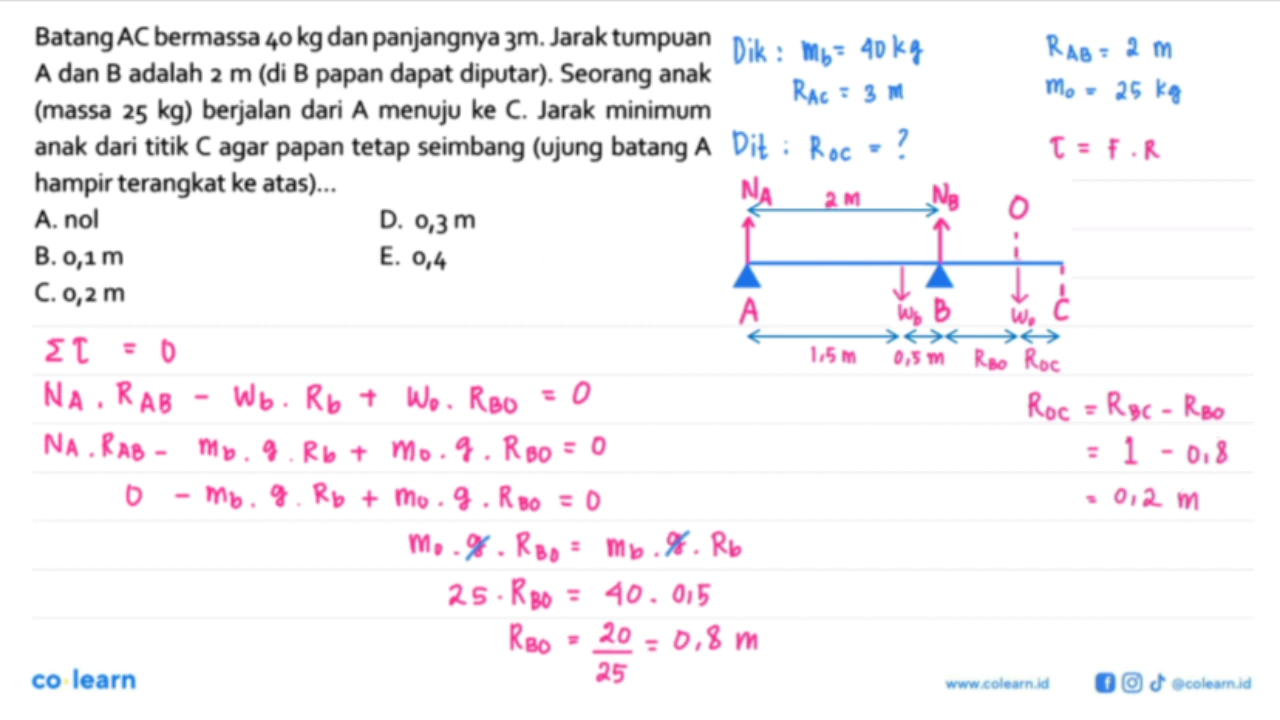 Batang AC bermassa 40 kg dan panjangnya 3m. Jarak tumpuan
A dan B adalah 2 m (di B papan dapat diputar). Seorang anak
(massa 25 kg) berjalan dari A menuju ke C. Jarak minimum
anak dari titik C agar papan tetap seimbang (ujung batang A
hampir terangkat ke atas)...
A. nol
D. 0,3 m
B. 0,1 m
E. 0,4
C. 0,2 m
Dik : mb = 40 kg
RAB = 2 m
RAC = 3 m
mo = 25 kg
Dit : ROC = ?
τ = F . R
NA
2 m
NB
O
A
Wb
B
Wo
C
1,5 m
0,5 m
RBO
ROC
Στ = 0
NA . RAB - Wb . Rb + Wo . RBO = 0
NA . RAB - mb . g . Rb + mo . g . RBO = 0
0 - mb . g . Rb + mo . g . RBO = 0
mo . g . RBO = mb . g . Rb
25 . RBO = 40 . 0,5
RBO = 20/25 = 0,8 m
ROC = RBC - RBO
= 1 - 0,8
= 0,2 m
co learn
www.colearn.id
@colearn.id